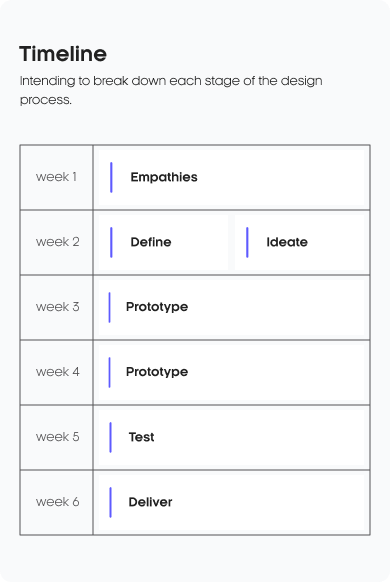 Timeline
Intending to break down each stage of the design
process.
week 1 Empathies
week 2 Define Ideate
week 3 Prototype
week 4 Prototype
week 5 Test
week 6 Deliver